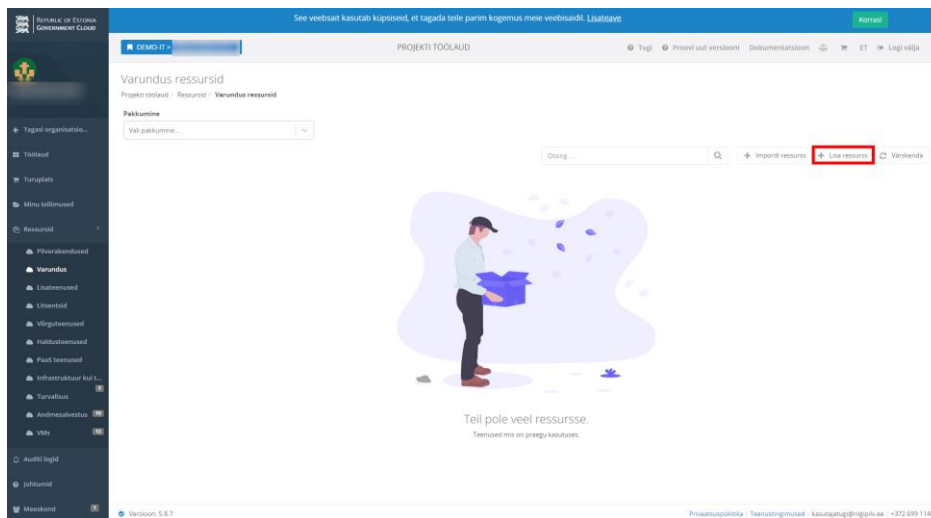 REPUBLIC OF ESTONIA
GOVERNMENT CLOUD
See veebsait kasutab küpsiseid, et tagada teile parim kogemus meie veebisaidil. Lisateave
Korras!
DEMO-IT >
PROJEKTI TÖÖLAUD
Tugi
Proovi uut versiooni
Dokumentatsioon
ET
Logi välja
Varundus ressursid
Projekti töölaud / Ressursid / Varundus ressursid
Pakkumine
Vali pakkumine...
Otsing ...
Impordi ressurss
Lisa ressurss
Värskenda
Tagasi organisatsio...
Töölaud
Turuplats
Minu tellimused
Ressursid
Pilverakendused
Varundus
Lisateenused
Litsentsid
Võrguteenused
Haldusteenused
PaaS teenused
Infrastruktuur kui t...
2
Turvalisus
Andmesalvestus
VMs
Auditi logid
Juhtumid
Meeskond
1
Teil pole veel ressursse.
Teenused mis on praegu kasutuses.
Versioon: 5.8.7
Privaatsuspoliitika | Teenustingimused | kasutajatugi@riigipilv.ee | +372 699 114